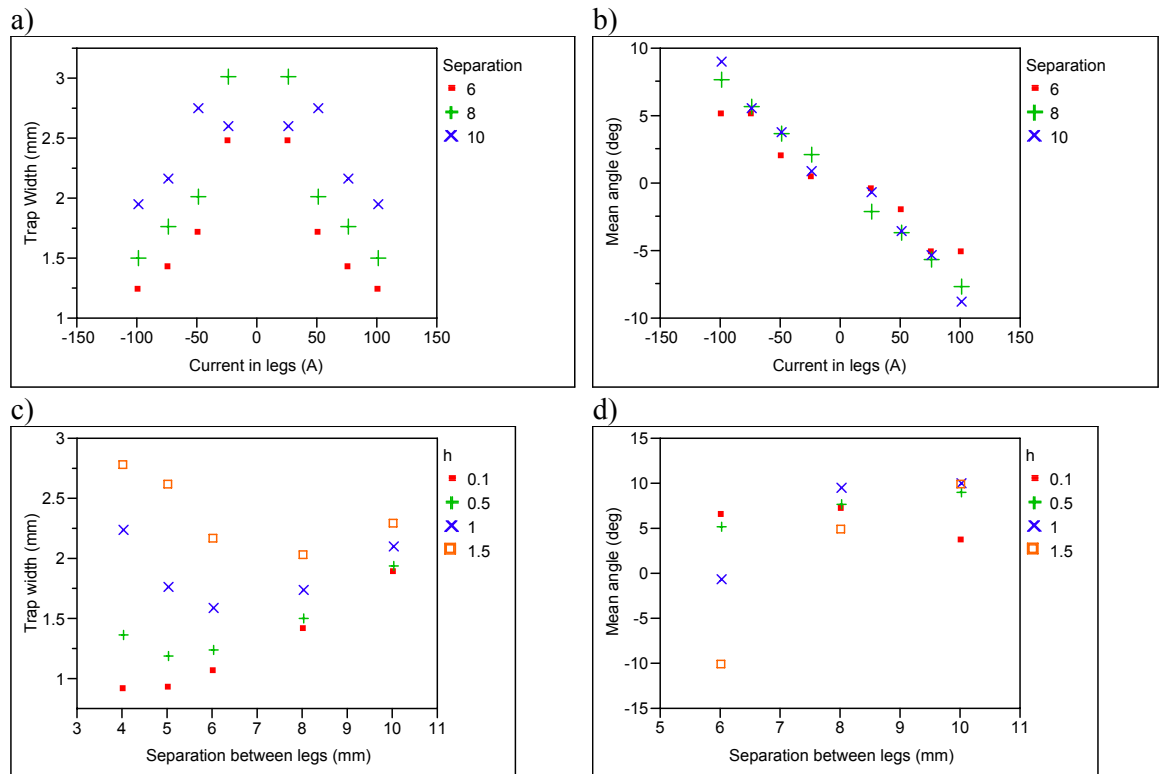 a)
3
2.5
2
1.5
1
-150 -100 -50 0 50 100 150
Trap Width (mm)
Current in legs (A)
Separation
6
8
10
b)
10
5
0
-5
-10
-150 -100 -50 0 50 100 150
Mean angle (deg)
Current in legs (A)
Separation
6
8
10
c)
3
2.5
2
1.5
1
3 4 5 6 7 8 9 10 11
Trap width (mm)
Separation between legs (mm)
h
0.1
0.5
1
1.5
d)
15
10
5
0
-5
-10
-15
5 6 7 8 9 10 11
Mean angle (deg)
Separation between legs (mm)
h
0.1
0.5
1
1.5